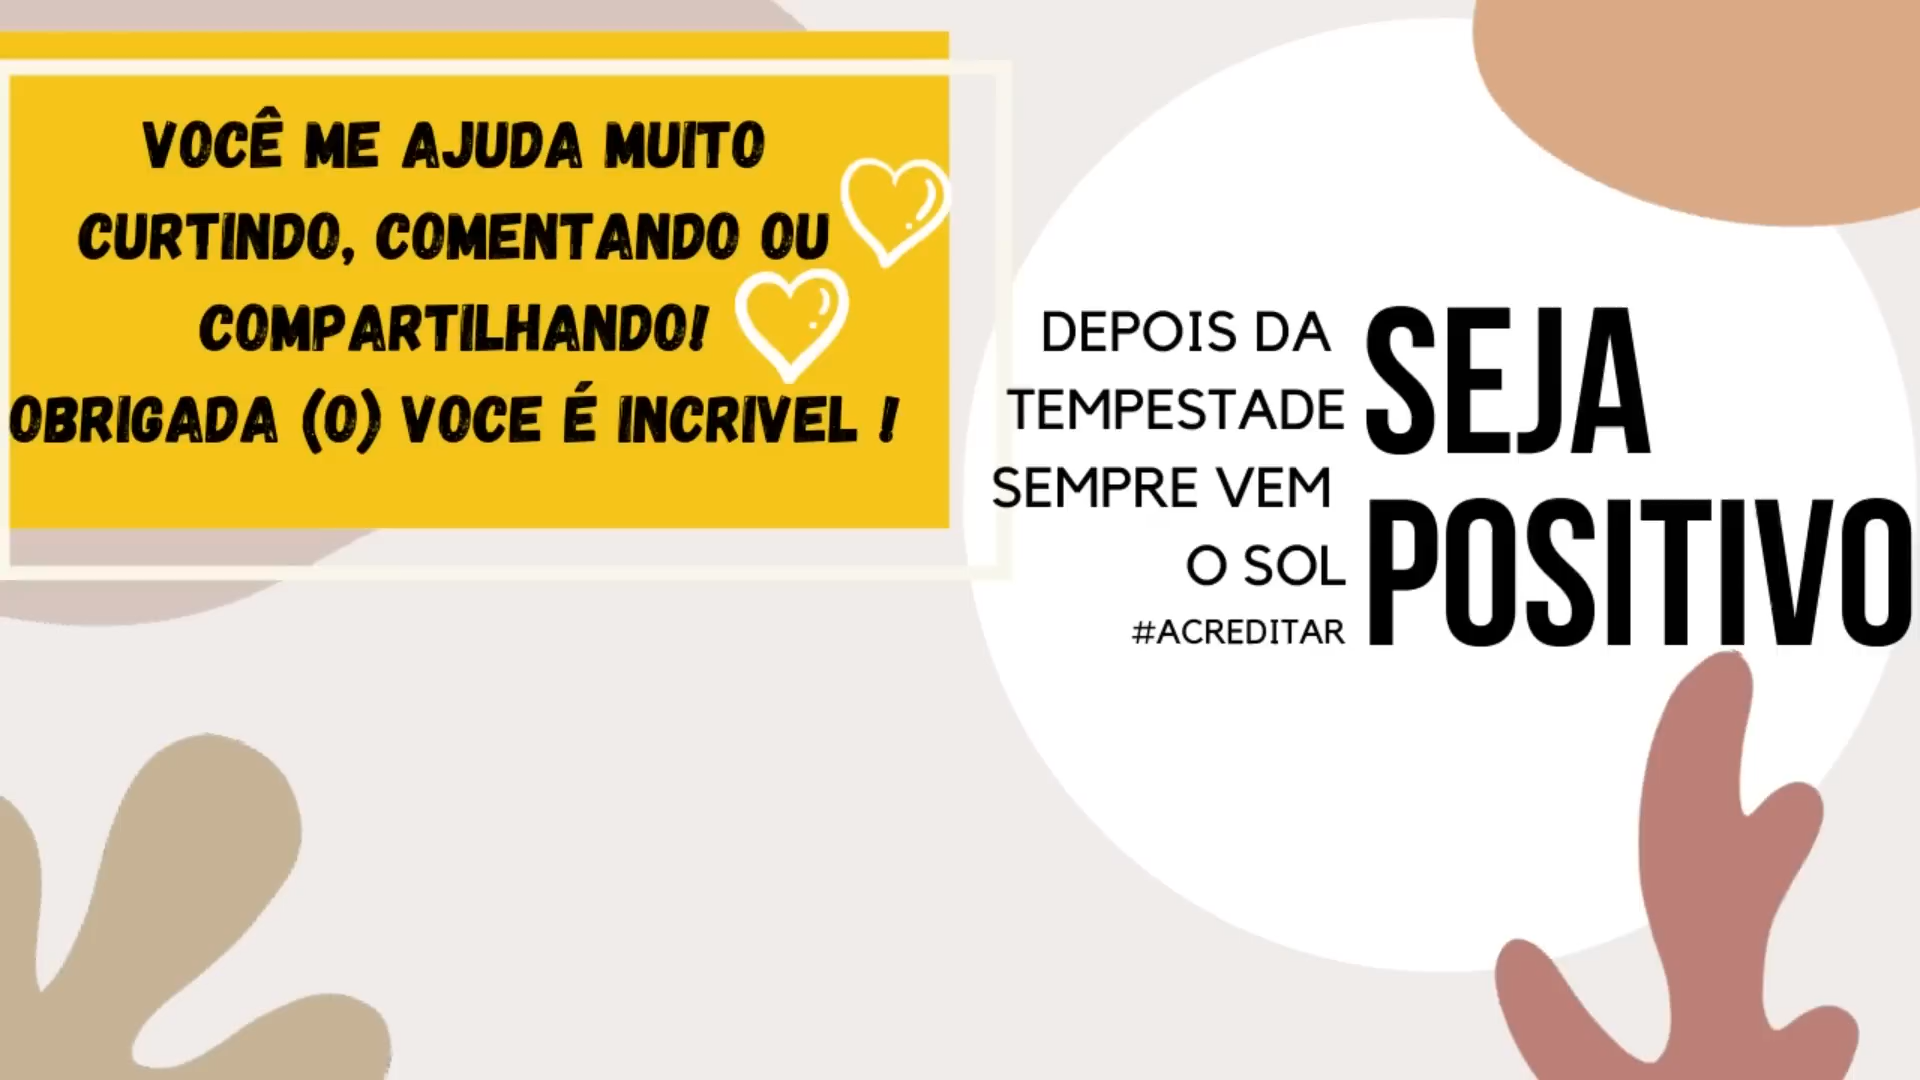 VOCÊ ME AJUDA MUITO
CURTINDO, COMENTANDO OU
COMPARTILHANDO!
OBRIGADA (O) VOCE É INCRIVEL !
DEPOIS DA
TEMPESTADE
SEMPRE VEM
O SOL
#ACREDITAR
SEJA
POSITIVO